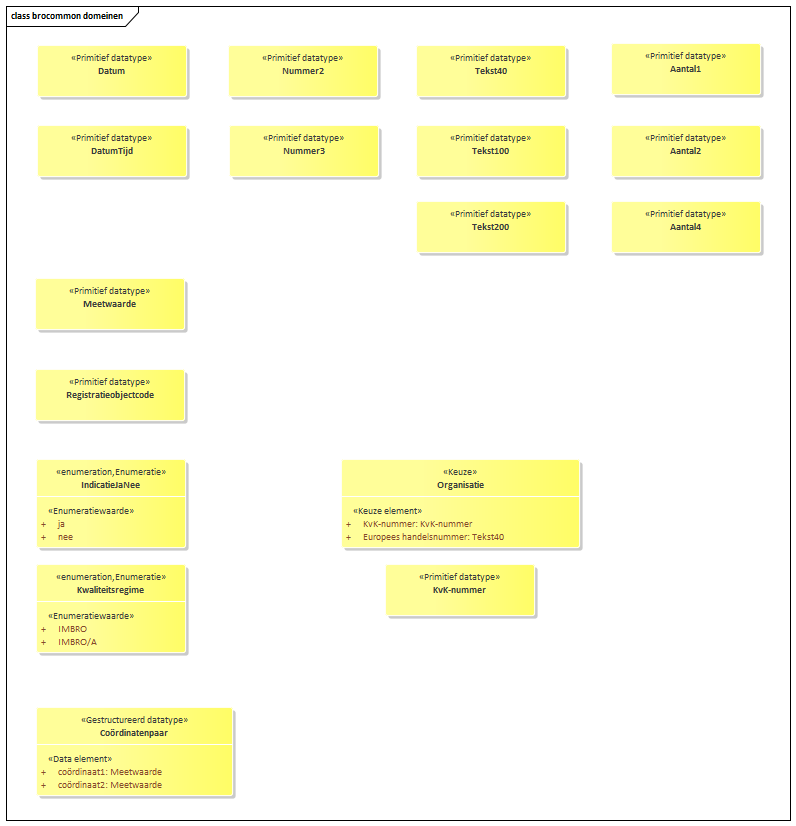 class brocommon domeinen
«Primitief datatype»
Datum
«Primitief datatype»
Nummer2
«Primitief datatype»
Tekst40
«Primitief datatype»
Aantal1
«Primitief datatype»
DatumTijd
«Primitief datatype»
Nummer3
«Primitief datatype»
Tekst100
«Primitief datatype»
Aantal2
«Primitief datatype»
Tekst200
«Primitief datatype»
Aantal4
«Primitief datatype»
Meetwaarde
«Primitief datatype»
Registratieobjectcode
«enumeration,Enumeratie»
IndicatieJaNee
«Enumeratiewaarde»
+ ja
+ nee
«Keuze»
Organisatie
«Keuze element»
+ KvK-nummer: KvK-nummer
+ Europees handelsnummer: Tekst40
«enumeration,Enumeratie»
Kwaliteitsregime
«Enumeratiewaarde»
+ IMBRO
+ IMBRO/A
«Primitief datatype»
KvK-nummer
«Gestructureerd datatype»
Coördinatenpaar
«Data element»
+ coördinaat1: Meetwaarde
+ coördinaat2: Meetwaarde